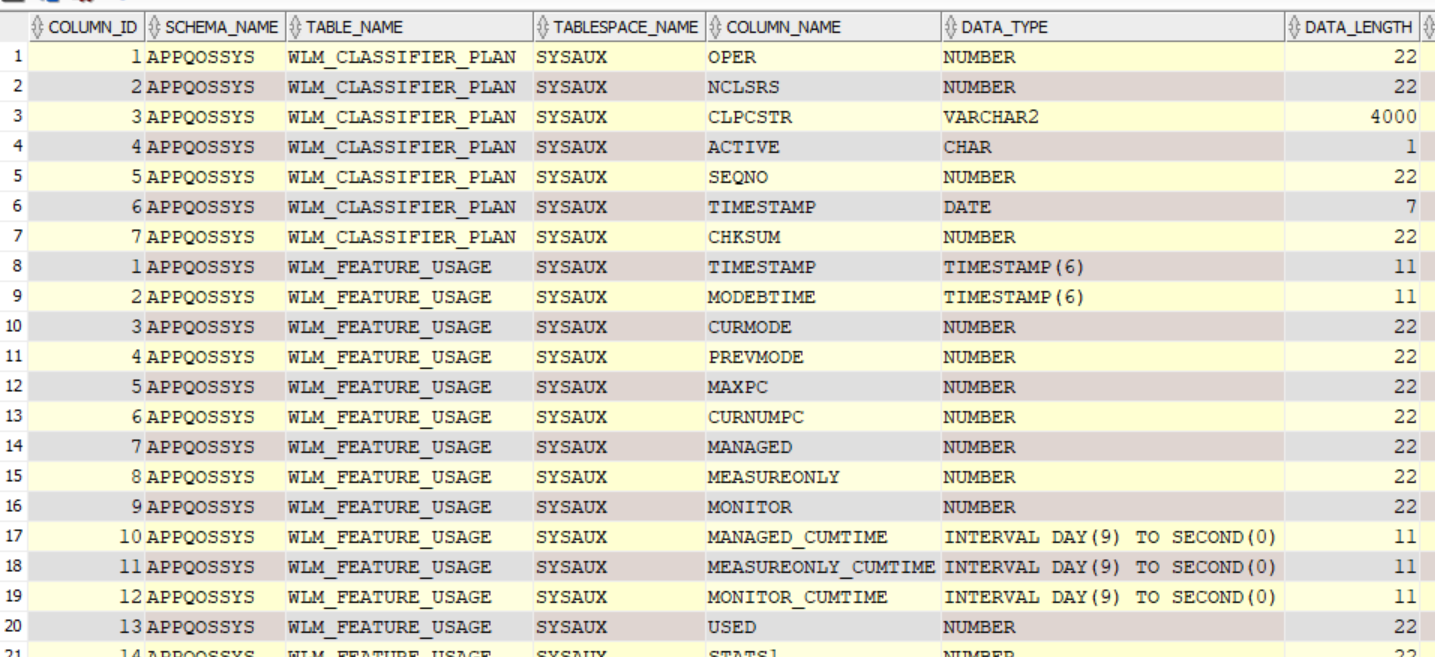 COLUMN_ID SCHEMA_NAME TABLE_NAME TABLESPACE_NAME COLUMN_NAME DATA_TYPE DATA_LENGTH
1 1 APPQOSSYS WLM_CLASSIFIER_PLAN SYSAUX OPER NUMBER 22
2 2 APPQOSSYS WLM_CLASSIFIER_PLAN SYSAUX NCLSRS NUMBER 22
3 3 APPQOSSYS WLM_CLASSIFIER_PLAN SYSAUX CLPCSTR VARCHAR2 4000
4 4 APPQOSSYS WLM_CLASSIFIER_PLAN SYSAUX ACTIVE CHAR 1
5 5 APPQOSSYS WLM_CLASSIFIER_PLAN SYSAUX SEQNO NUMBER 22
6 6 APPQOSSYS WLM_CLASSIFIER_PLAN SYSAUX TIMESTAMP DATE 7
7 7 APPQOSSYS WLM_CLASSIFIER_PLAN SYSAUX CHKSUM NUMBER 22
8 1 APPQOSSYS WLM_FEATURE_USAGE SYSAUX TIMESTAMP TIMESTAMP(6) 11
9 2 APPQOSSYS WLM_FEATURE_USAGE SYSAUX MODEBTIME TIMESTAMP(6) 11
10 3 APPQOSSYS WLM_FEATURE_USAGE SYSAUX CURMODE NUMBER 22
11 4 APPQOSSYS WLM_FEATURE_USAGE SYSAUX PREVMODE NUMBER 22
12 5 APPQOSSYS WLM_FEATURE_USAGE SYSAUX MAXPC NUMBER 22
13 6 APPQOSSYS WLM_FEATURE_USAGE SYSAUX CURNUMPC NUMBER 22
14 7 APPQOSSYS WLM_FEATURE_USAGE SYSAUX MANAGED NUMBER 22
15 8 APPQOSSYS WLM_FEATURE_USAGE SYSAUX MEASUREONLY NUMBER 22
16 9 APPQOSSYS WLM_FEATURE_USAGE SYSAUX MONITOR NUMBER 22
17 10 APPQOSSYS WLM_FEATURE_USAGE SYSAUX MANAGED_CUMTIME INTERVAL DAY(9) TO SECOND(0) 11
18 11 APPQOSSYS WLM_FEATURE_USAGE SYSAUX MEASUREONLY_CUMTIME INTERVAL DAY(9) TO SECOND(0) 11
19 12 APPQOSSYS WLM_FEATURE_USAGE SYSAUX MONITOR_CUMTIME INTERVAL DAY(9) TO SECOND(0) 11
20 13 APPQOSSYS WLM_FEATURE_USAGE SYSAUX USED NUMBER 22
21 14 APPQOSSYS WLM_FEATURE_USAGE SYSAUX STATS1 NUMBER 22